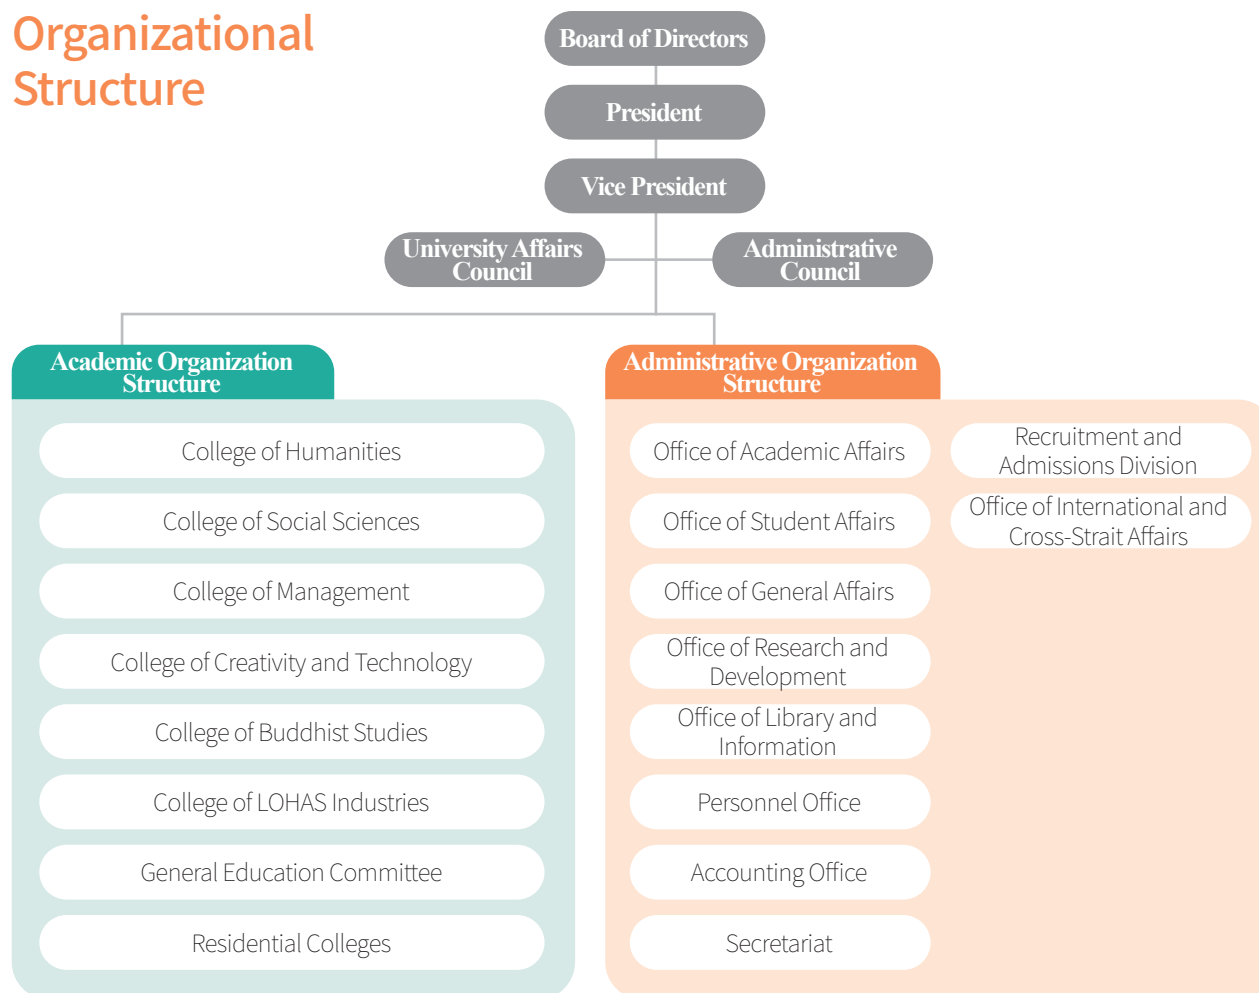 Organizational
Structure
Board of Directors
President
Vice President
University Affairs
Council
Administrative
Council
Academic Organization
Structure
College of Humanities
College of Social Sciences
College of Management
College of Creativity and Technology
College of Buddhist Studies
College of LOHAS Industries
General Education Committee
Residential Colleges
Administrative Organization
Structure
Office of Academic Affairs
Office of Student Affairs
Office of General Affairs
Office of Research and
Development
Office of Library and
Information
Personnel Office
Accounting Office
Secretariat
Recruitment and
Admissions Division
Office of International and
Cross-Strait Affairs